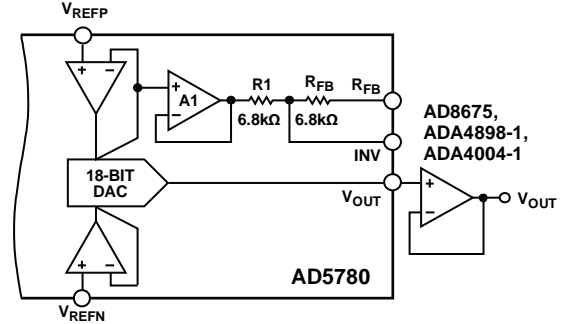 VREFP
+ −
+
−
A1
R1
6.8kΩ
RFB
6.8kΩ
RFB
INV
AD8675,
ADA4898-1,
ADA4004-1
18-BIT
DAC
VOUT
+
−
VOUT
+ −
AD5780
VREFN